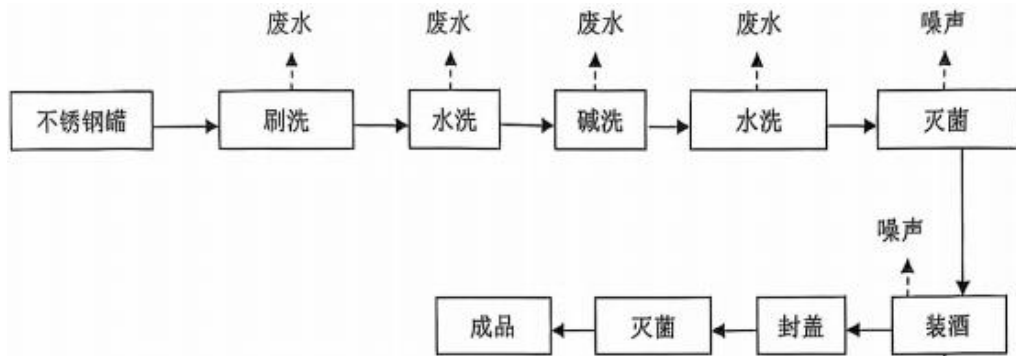 废水 废水 废水 废水 噪声
不锈钢罐 刷洗 水洗 碱洗 水洗 灭菌
噪声
成品 灭菌 封盖 装酒